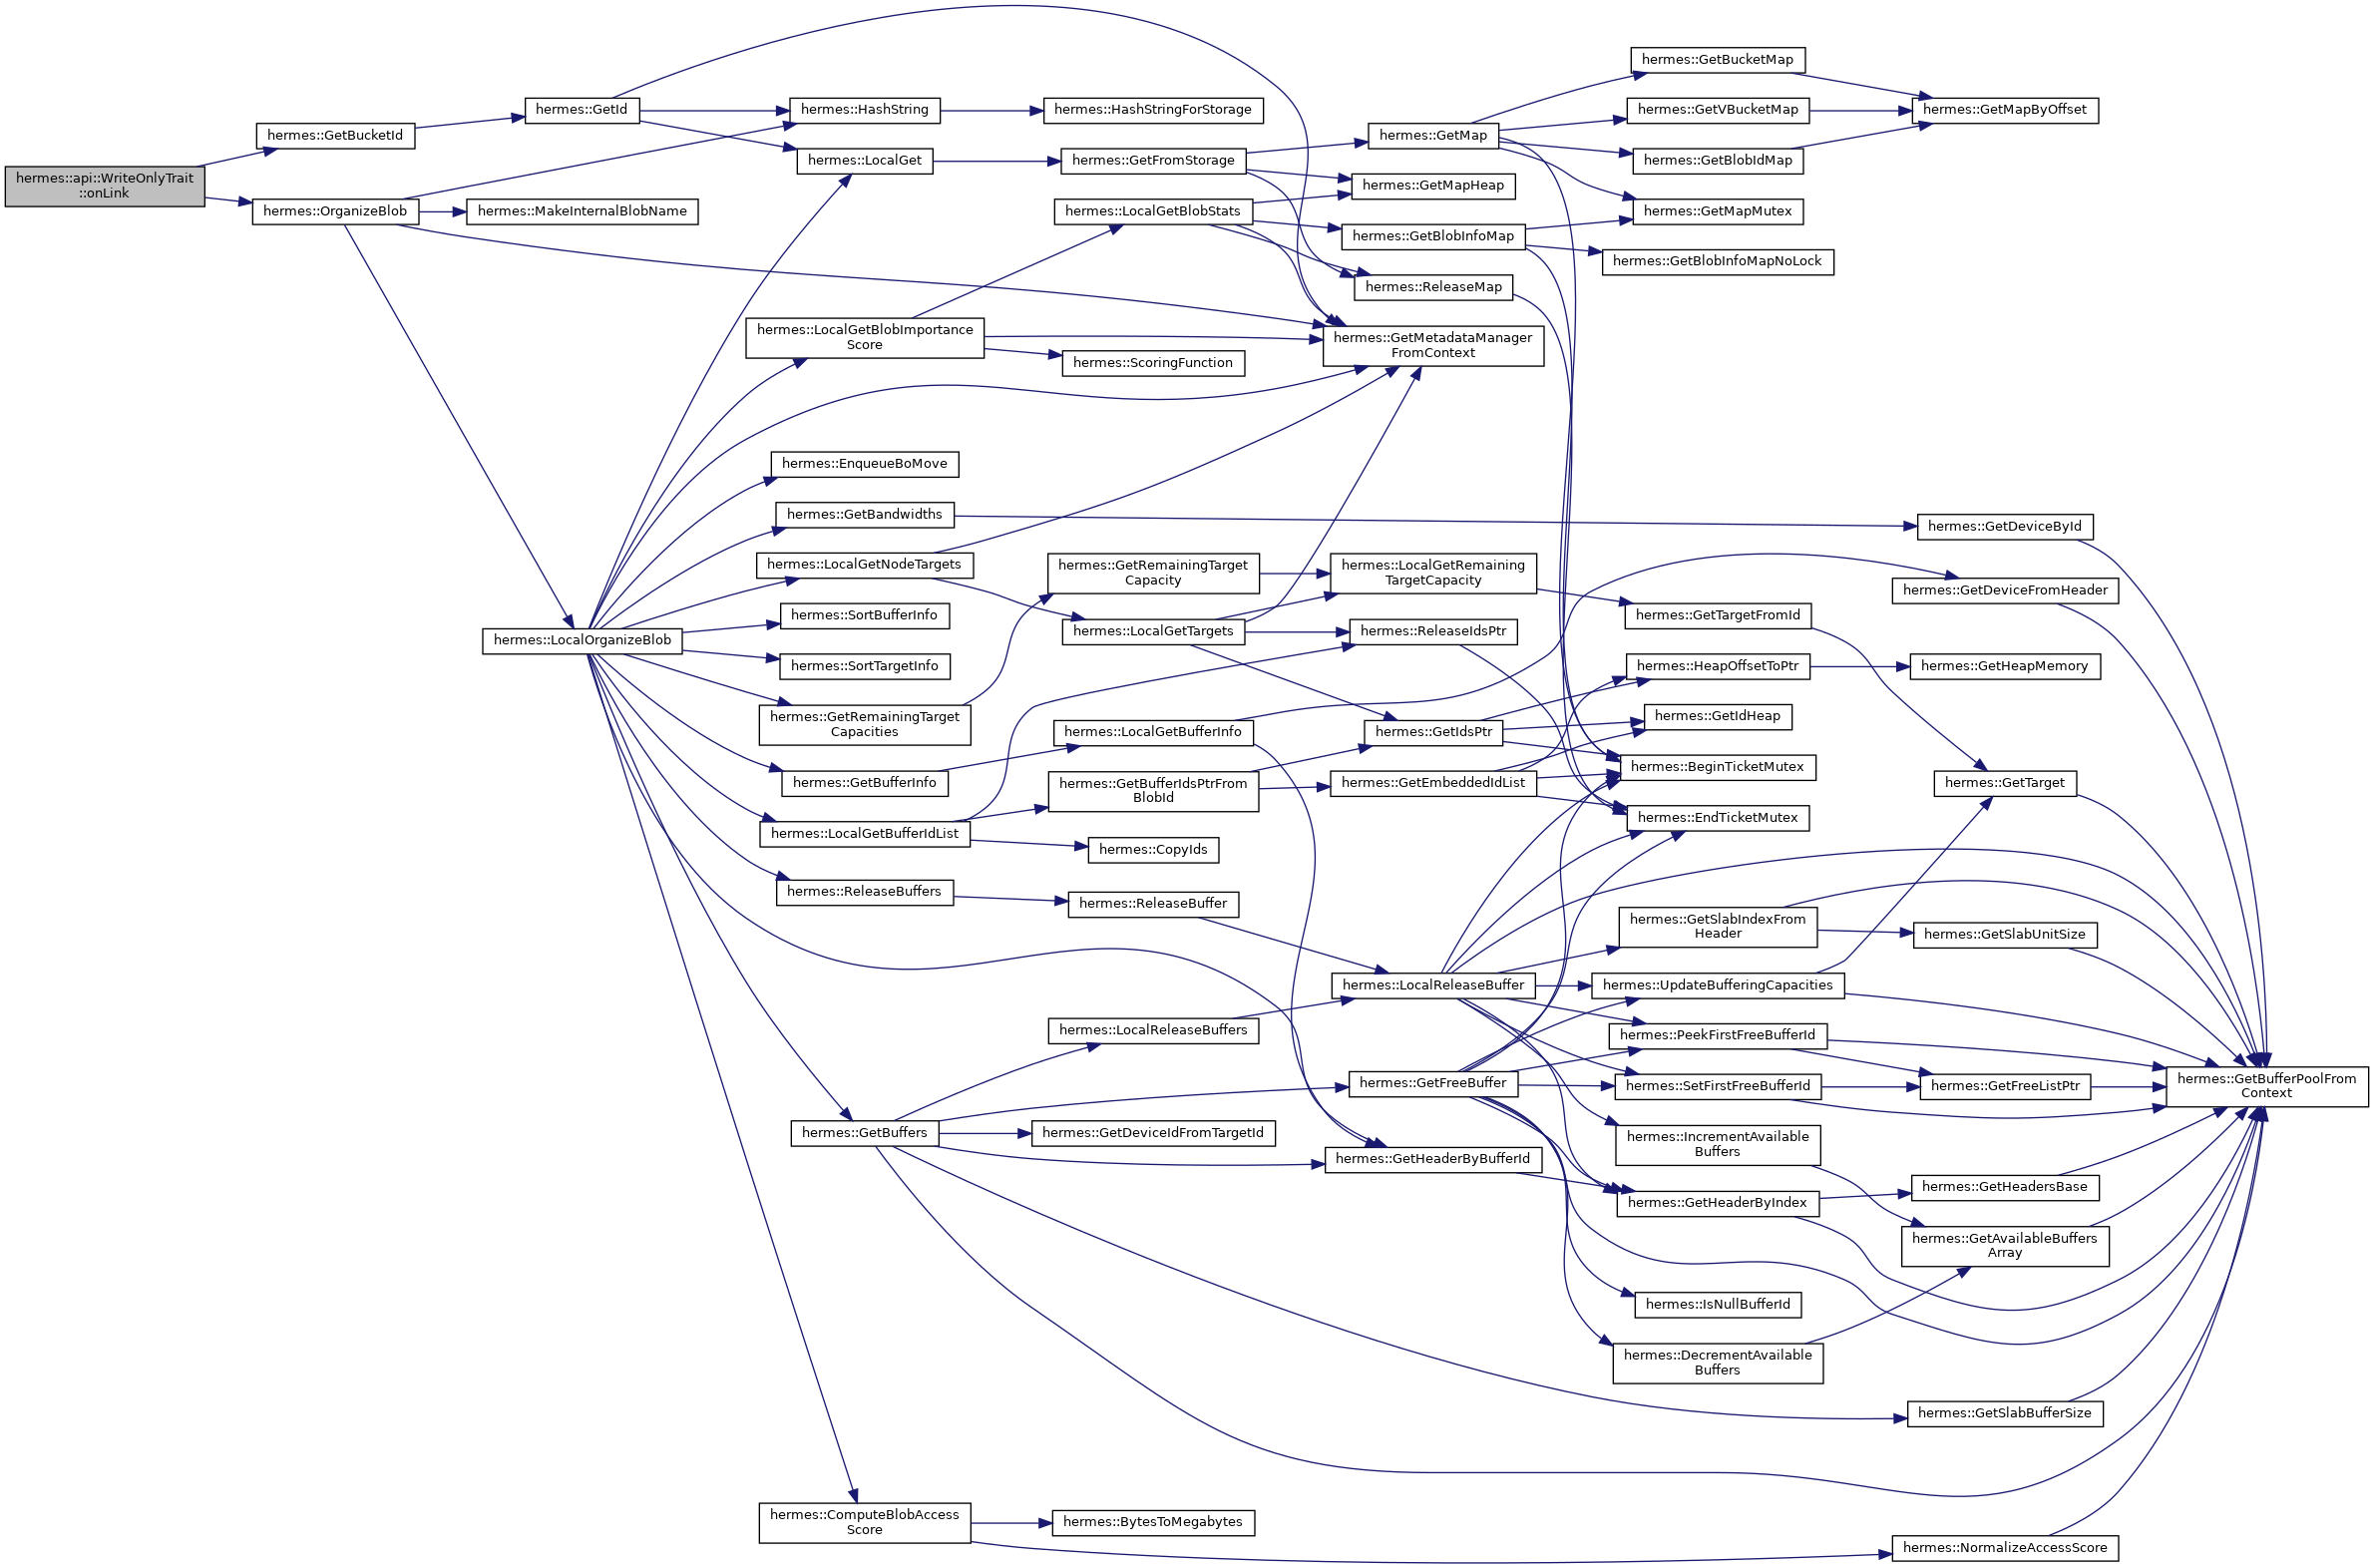 hermes::api::WriteOnlyTrait
::onLink
hermes::GetBucketId
hermes::OrganizeBlob
hermes::GetId
hermes::MakeInternalBlobName
hermes::LocalOrganizeBlob
hermes::HashString
hermes::LocalGet
hermes::LocalGetBlobImportance
Score
hermes::EnqueueBoMove
hermes::GetBandwidths
hermes::LocalGetNodeTargets
hermes::SortBufferInfo
hermes::SortTargetInfo
hermes::GetRemainingTarget
Capacities
hermes::GetBufferInfo
hermes::LocalGetBufferIdList
hermes::ReleaseBuffers
hermes::GetBuffers
hermes::ComputeBlobAccess
Score
hermes::HashStringForStorage
hermes::GetFromStorage
hermes::LocalGetBlobStats
hermes::ScoringFunction
hermes::GetRemainingTarget
Capacity
hermes::LocalGetTargets
hermes::LocalGetBufferInfo
hermes::GetBufferIdsPtrFrom
BlobId
hermes::CopyIds
hermes::ReleaseBuffer
hermes::LocalReleaseBuffers
hermes::GetDeviceIdFromTargetId
hermes::BytesToMegabytes
hermes::GetMap
hermes::GetMapHeap
hermes::GetBlobInfoMap
hermes::ReleaseMap
hermes::GetMetadataManager
FromContext
hermes::LocalGetRemaining
TargetCapacity
hermes::ReleaseIdsPtr
hermes::GetIdsPtr
hermes::GetEmbeddedIdList
hermes::LocalReleaseBuffer
hermes::GetFreeBuffer
hermes::GetHeaderByBufferId
hermes::GetBucketMap
hermes::GetVBucketMap
hermes::GetBlobIdMap
hermes::GetMapMutex
hermes::GetBlobInfoMapNoLock
hermes::GetTargetFromId
hermes::HeapOffsetToPtr
hermes::GetIdHeap
hermes::BeginTicketMutex
hermes::EndTicketMutex
hermes::GetSlabIndexFrom
Header
hermes::UpdateBufferingCapacities
hermes::PeekFirstFreeBufferId
hermes::SetFirstFreeBufferId
hermes::IncrementAvailable
Buffers
hermes::GetHeaderByIndex
hermes::IsNullBufferId
hermes::DecrementAvailable
Buffers
hermes::GetMapByOffset
hermes::GetDeviceById
hermes::GetDeviceFromHeader
hermes::GetHeapMemory
hermes::GetTarget
hermes::GetSlabUnitSize
hermes::GetFreeListPtr
hermes::GetHeadersBase
hermes::GetAvailableBuffers
Array
hermes::GetSlabBufferSize
hermes::NormalizeAccessScore
hermes::GetBufferPoolFrom
Context